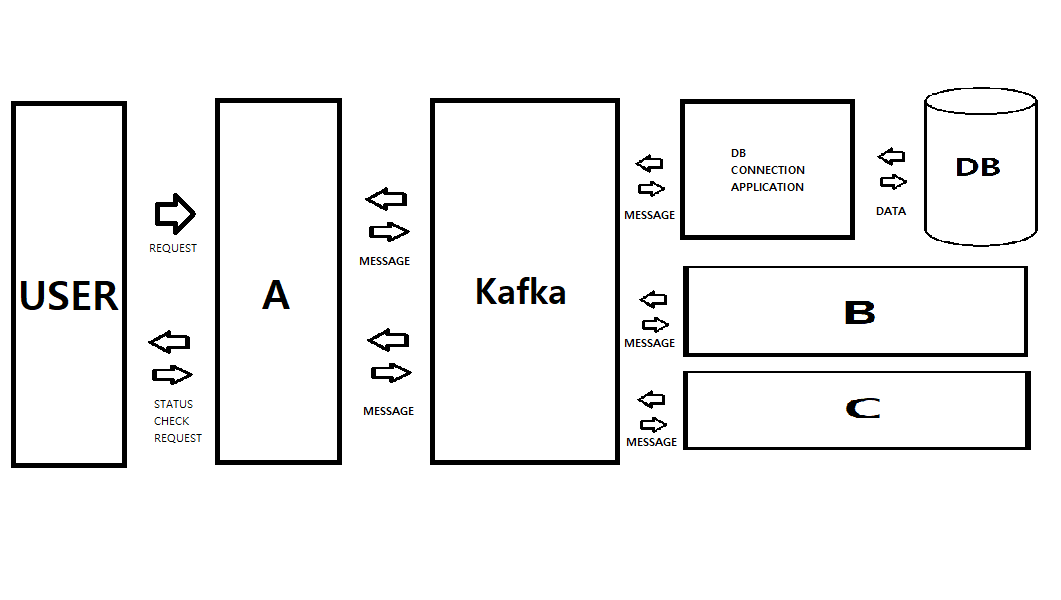 USER
REQUEST
STATUS
CHECK
REQUEST
A
MESSAGE
MESSAGE
Kafka
MESSAGE
MESSAGE
MESSAGE
DB
CONNECTION
APPLICATION
DATA
DB
B
C